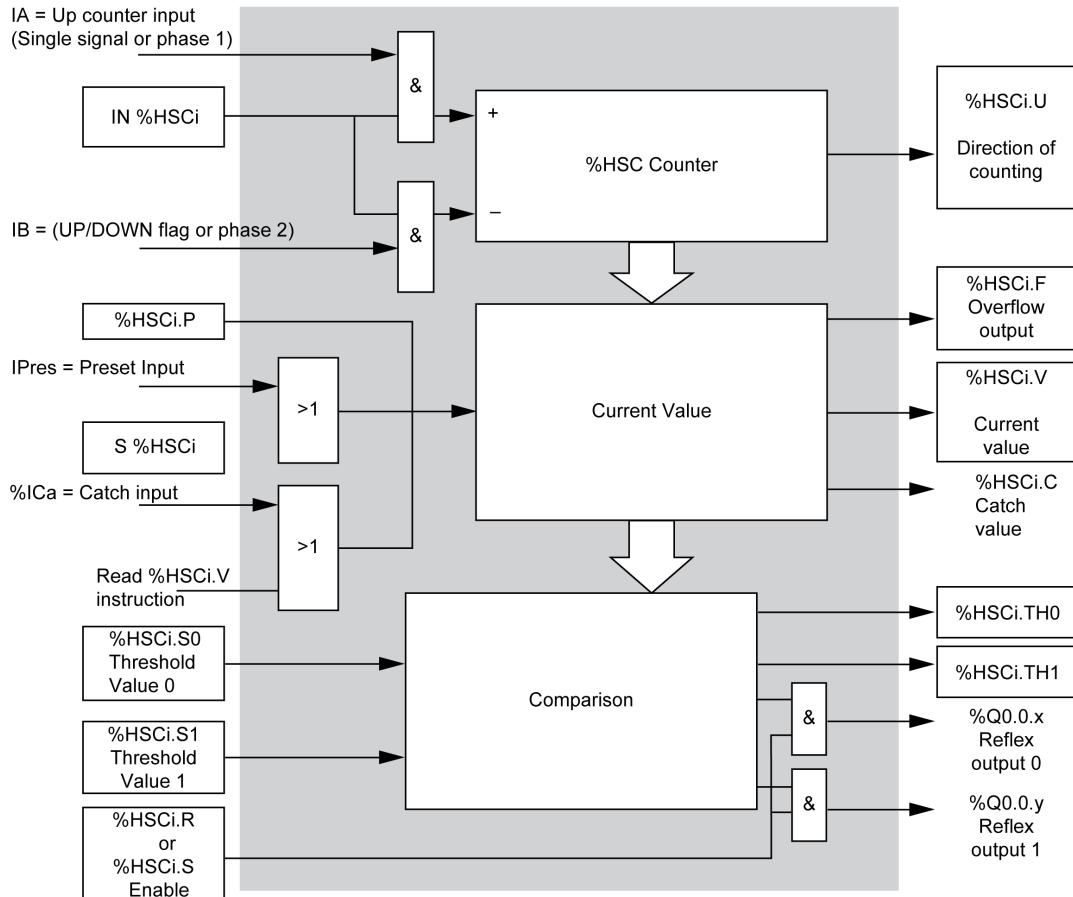 IA = Up counter input
(Single signal or phase 1)
&
IN %HSCi
+
%HSC Counter
%HSCi.U
Direction of
counting
–
IB = (UP/DOWN flag or phase 2)
&
%HSCi.P
%HSCi.F
Overflow
output
IPres = Preset Input
>1
Current Value
%HSCi.V
Current
value
S %HSCi
%ICa = Catch input
>1
%HSCi.C
Catch
value
Read %HSCi.V
instruction
%HSCi.S0
Threshold
Value 0
Comparison
%HSCi.TH0
%HSCi.TH1
%HSCi.S1
Threshold
Value 1
&
%Q0.0.x
Reflex
output 0
%HSCi.R
or
%HSCi.S
Enable
&
%Q0.0.y
Reflex
output 1